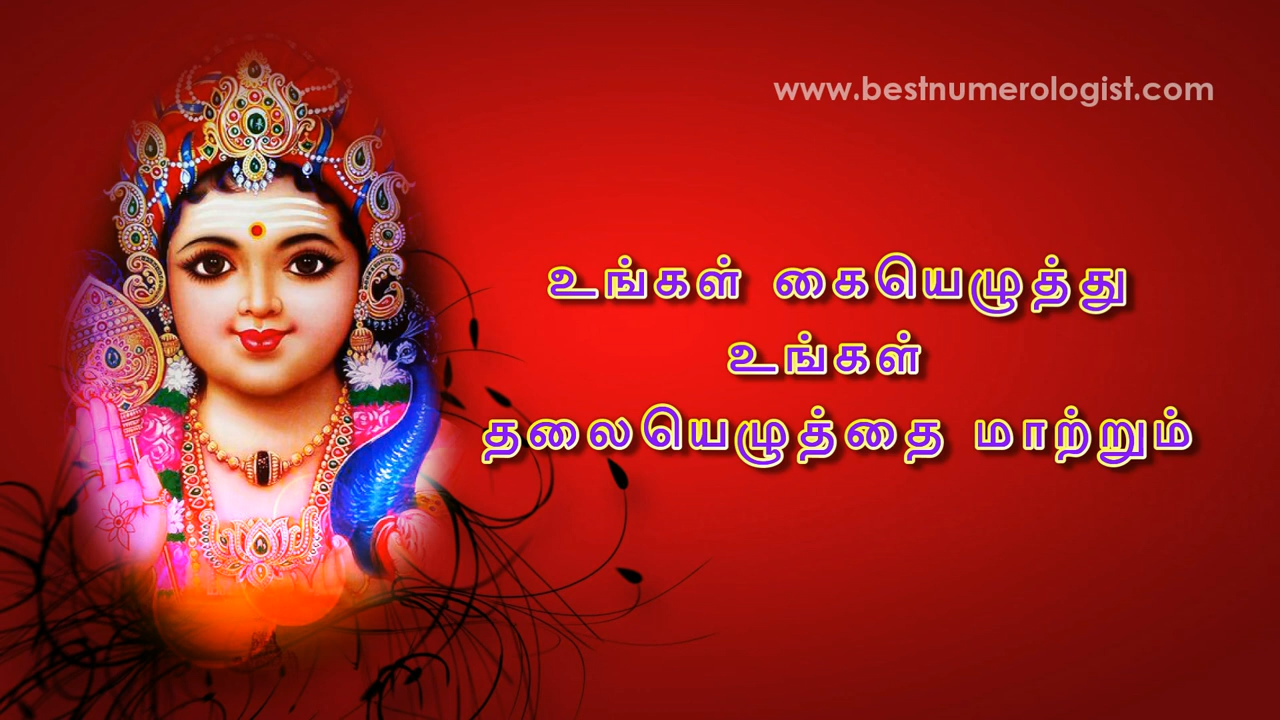 www.bestnumerologist.com
உங்கள் கையெழுத்து
உங்கள்
தலையெழுத்தை மாற்றும்